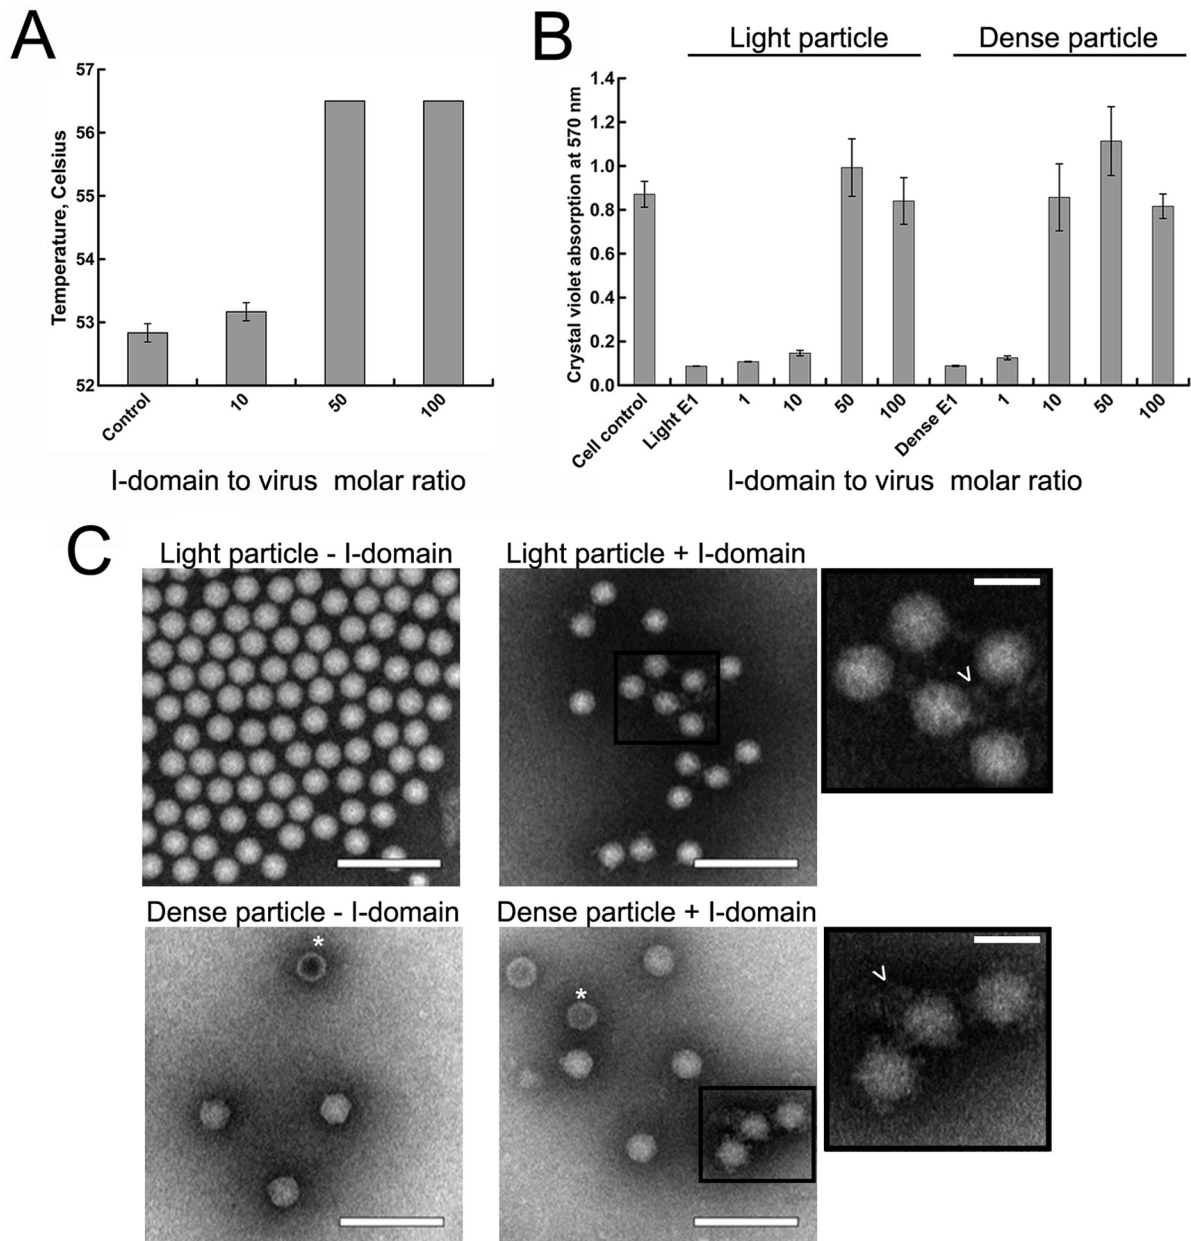 A
57
56
55
54
53
52
Temperature, Celsius
Control
10
50
100
I-domain to virus molar ratio
B
Light particle
Dense particle
1.4
1.2
1.0
0.8
0.6
0.4
0.2
0.0
Crystal violet absorption at 570 nm
Cell control
Light E1
1
10
50
100
Dense E1
1
10
50
100
I-domain to virus molar ratio
C
Light particle - I-domain
Light particle + I-domain
>
Dense particle - I-domain
Dense particle + I-domain
*
*
>